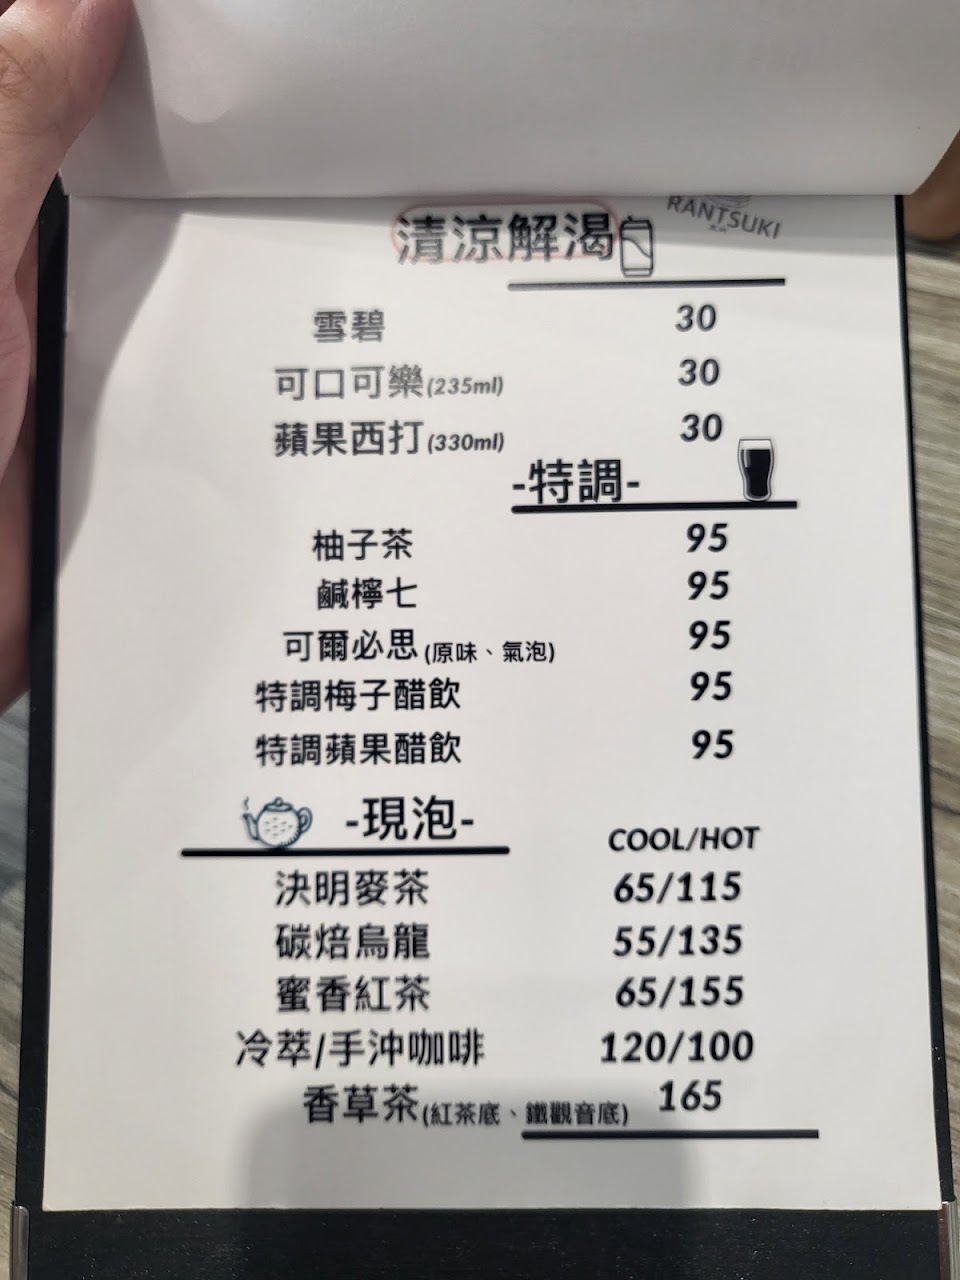 RANTSUKI
清涼解渴
雪碧 30
可口可樂(235ml) 30
蘋果西打(330ml) 30
-特調-
柚子茶 95
鹹檸七 95
可爾必思(原味、氣泡) 95
特調梅子醋飲 95
特調蘋果醋飲 95
-現泡- COOL/HOT
決明麥茶 65/115
碳焙烏龍 55/135
蜜香紅茶 65/155
冷萃/手沖咖啡 120/100
香草茶(紅茶底、鐵觀音底) 165